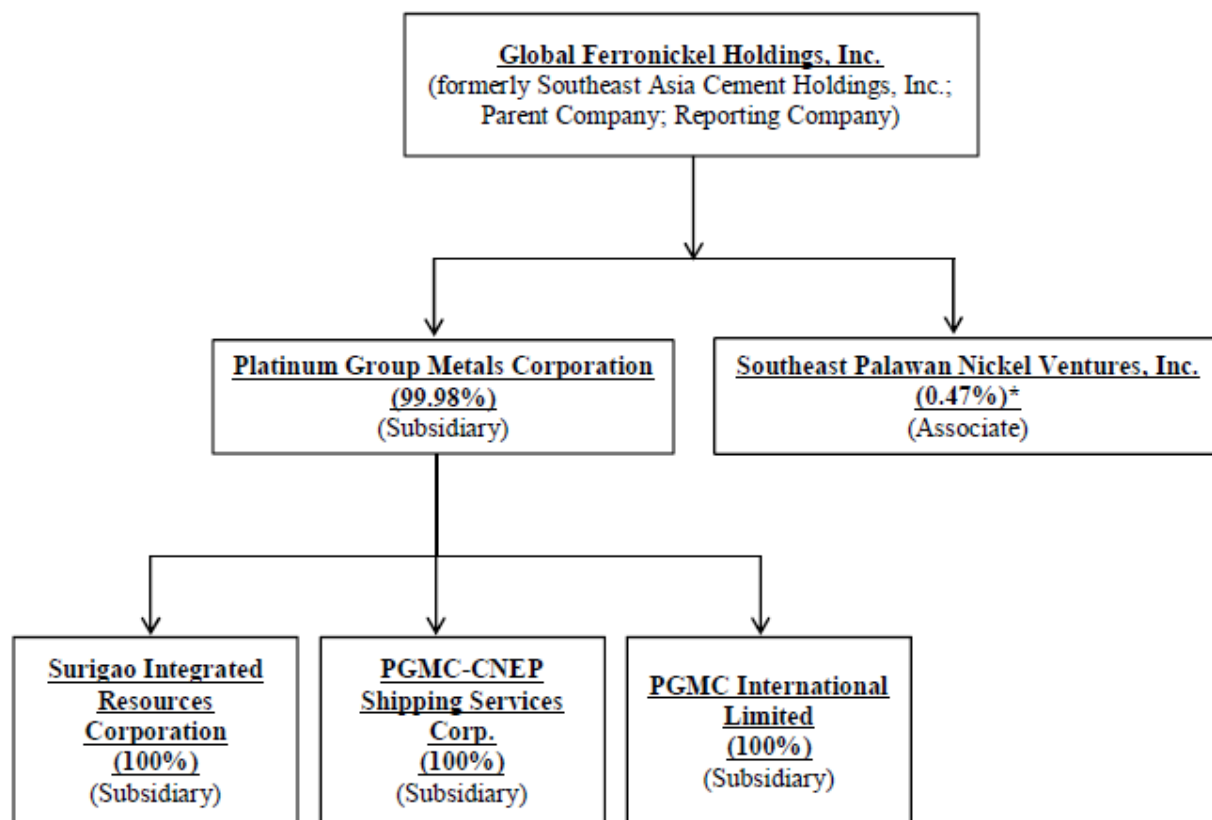 Global Ferronickel Holdings, Inc.
(formerly Southeast Asia Cement Holdings, Inc.;
Parent Company; Reporting Company)
Platinum Group Metals Corporation
(99.98%)
(Subsidiary)
Southeast Palawan Nickel Ventures, Inc.
(0.47%)*
(Associate)
Surigao Integrated
Resources
Corporation
(100%)
(Subsidiary)
PGMC-CNEP
Shipping Services
Corp.
(100%)
(Subsidiary)
PGMC International
Limited
(100%)
(Subsidiary)